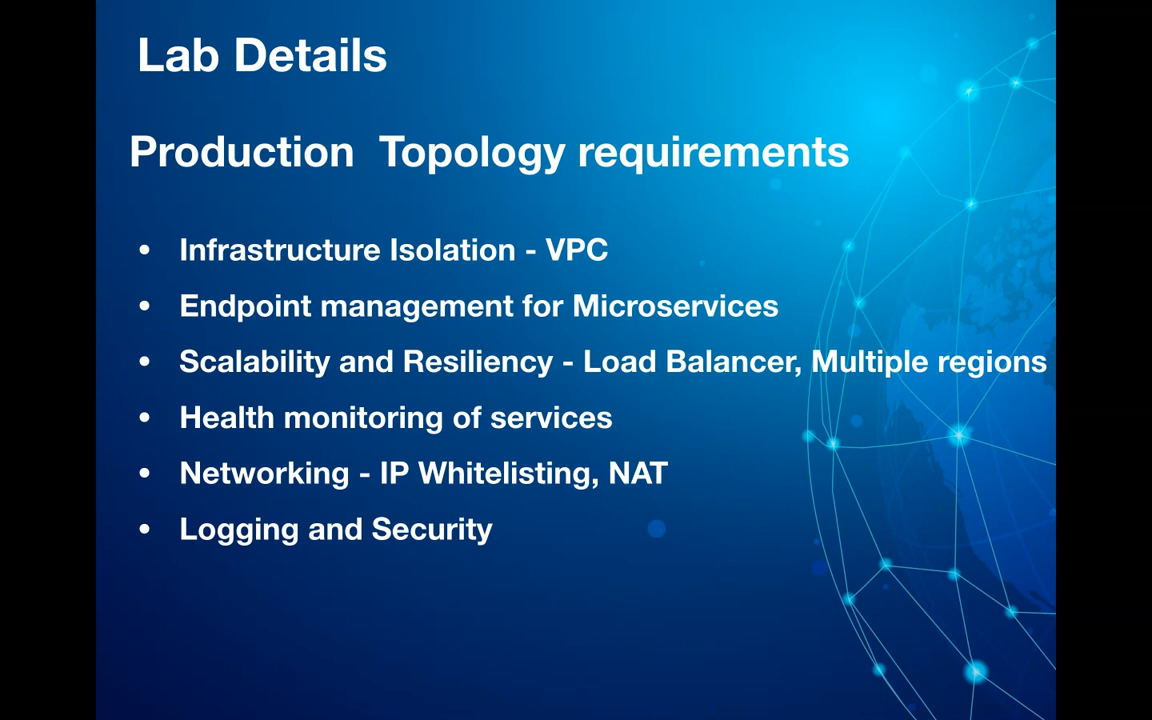 Lab Details
Production Topology requirements
• Infrastructure Isolation - VPC
• Endpoint management for Microservices
• Scalability and Resiliency - Load Balancer, Multiple regions
• Health monitoring of services
• Networking - IP Whitelisting, NAT
• Logging and Security